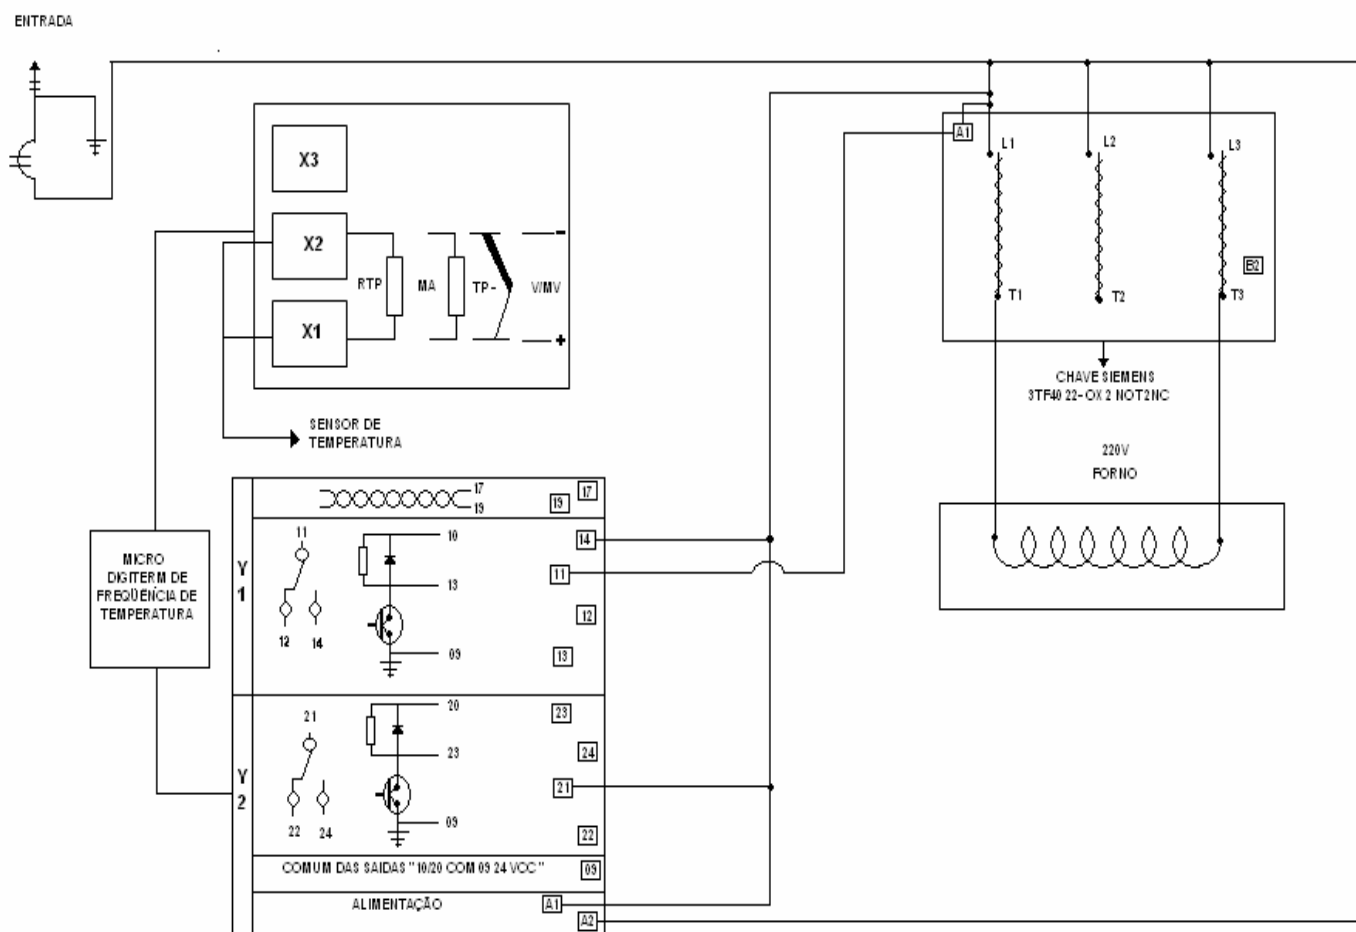 ENTRADA
X3
X2
X1
RTP
MA
TP-
V/MV
-
+
SENSOR DE
TEMPERATURA
A1
L1
L2
L3
B2
T1
T2
T3
CHAVE SIEMENS
3TF40 22-OX 2 NOT2NC
220V
FORNO
MICRO
DIGITERM DE
FREQÜÊNCIA DE
TEMPERATURA
Y
1
17
19
19
17
11
12
14
10
13
09
14
11
12
13
Y
2
21
22
24
20
23
09
23
24
21
22
COMUM DAS SAIDAS "10/20 COM 09 24 VCC"
09
ALIMENTAÇÃO
A1
A2